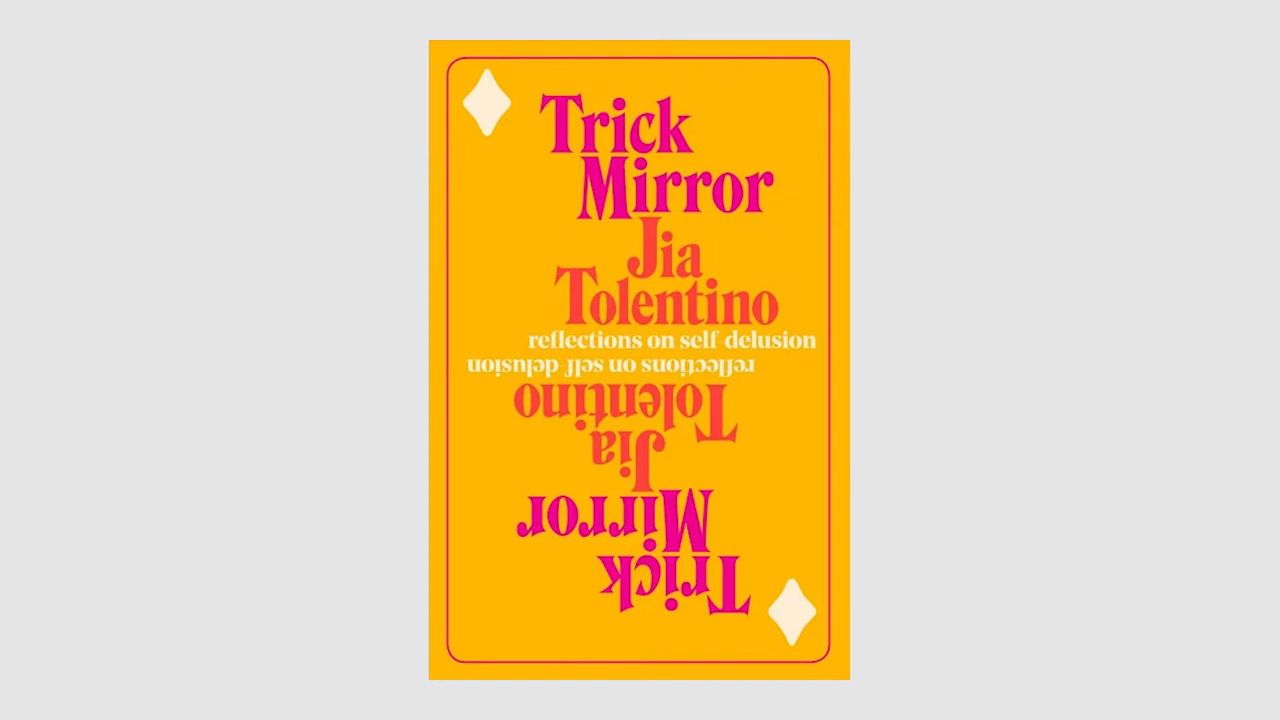 Trick
Mirror
Jia
Tolentino
reflections on self-delusion
reflections on self-delusion
Tolentino
Jia
Mirror
Trick